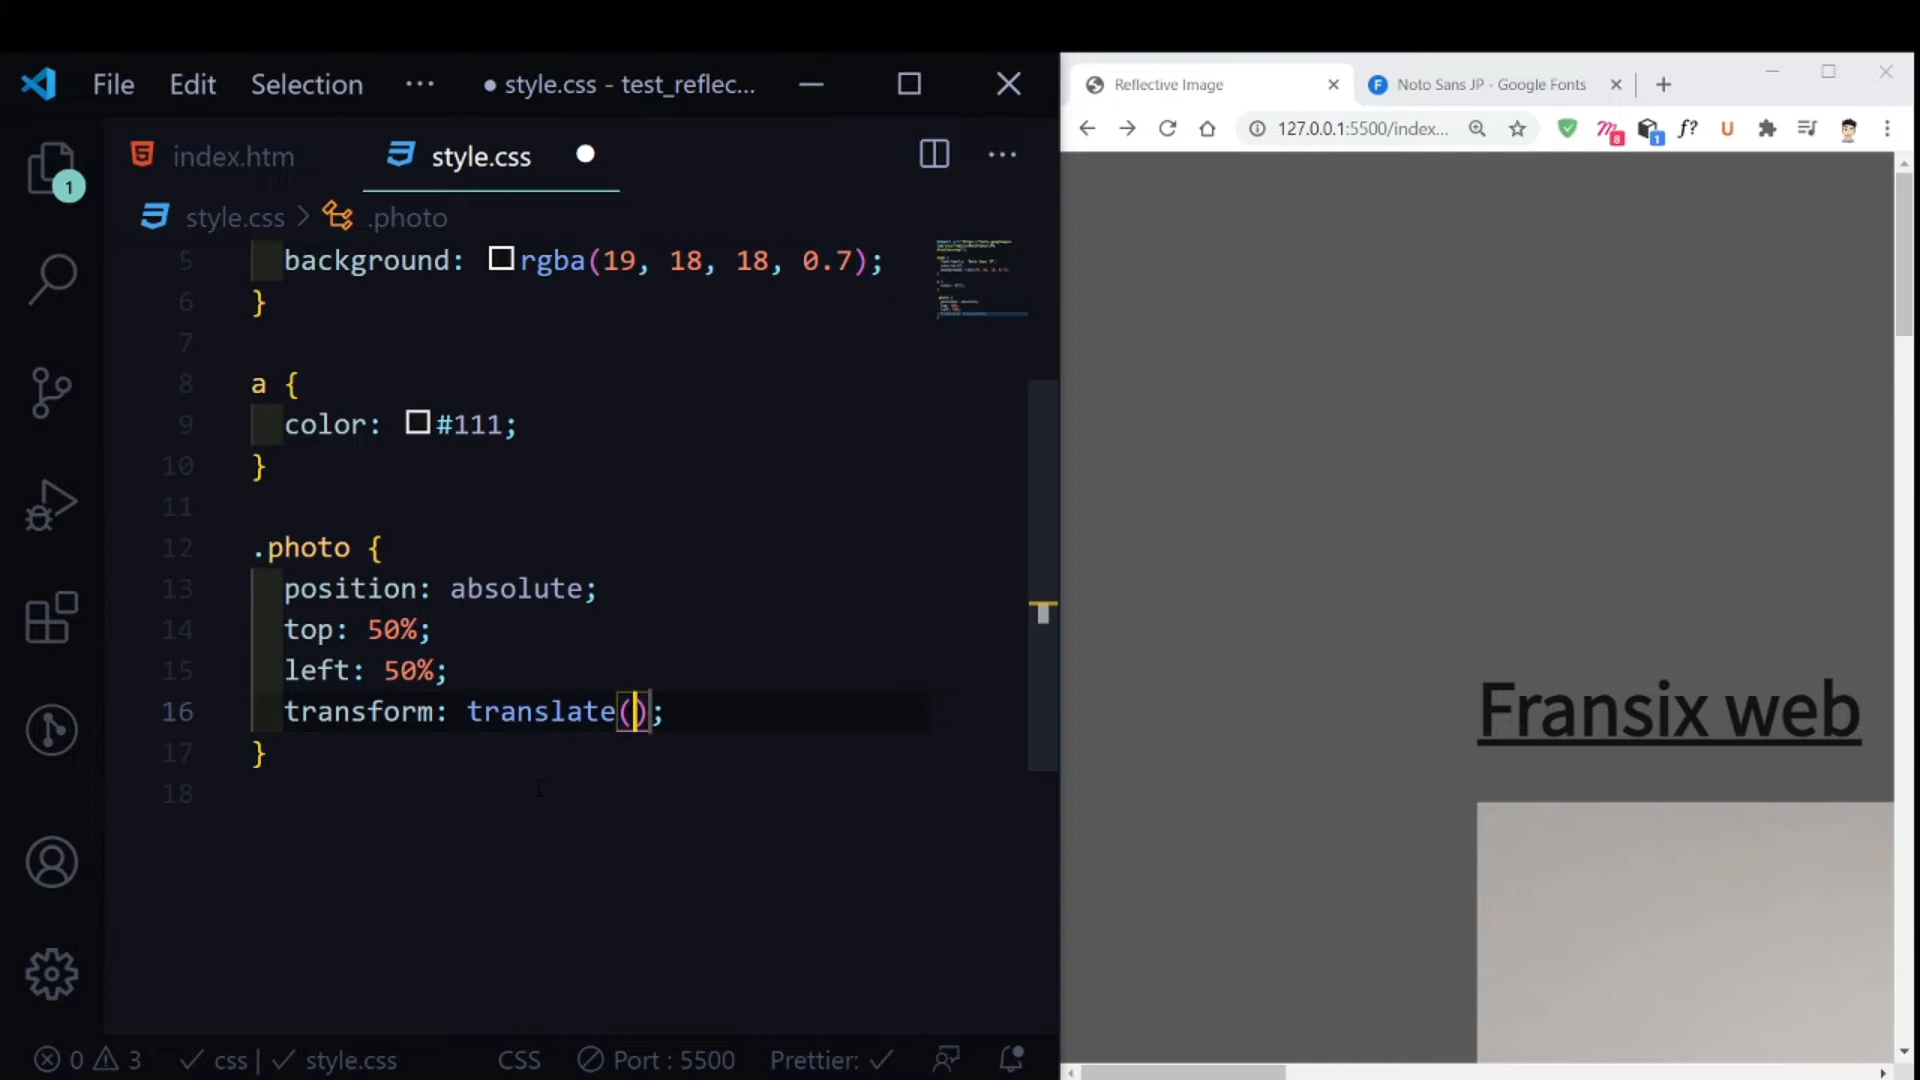 File Edit Selection ··· ● style.css - test_reflec...
index.htm style.css
style.css > .photo
5 background: rgba(19, 18, 18, 0.7);
6 }
7
8 a {
9 color: #111;
10 }
11
12 .photo {
13 position: absolute;
14 top: 50%;
15 left: 50%;
16 transform: translate();
17 }
18
1
0 3 css | style.css CSS Port : 5500 Prettier:
Reflective Image Noto Sans JP - Google Fonts
127.0.0.1:5500/index...
8 1 f?
Fransix web